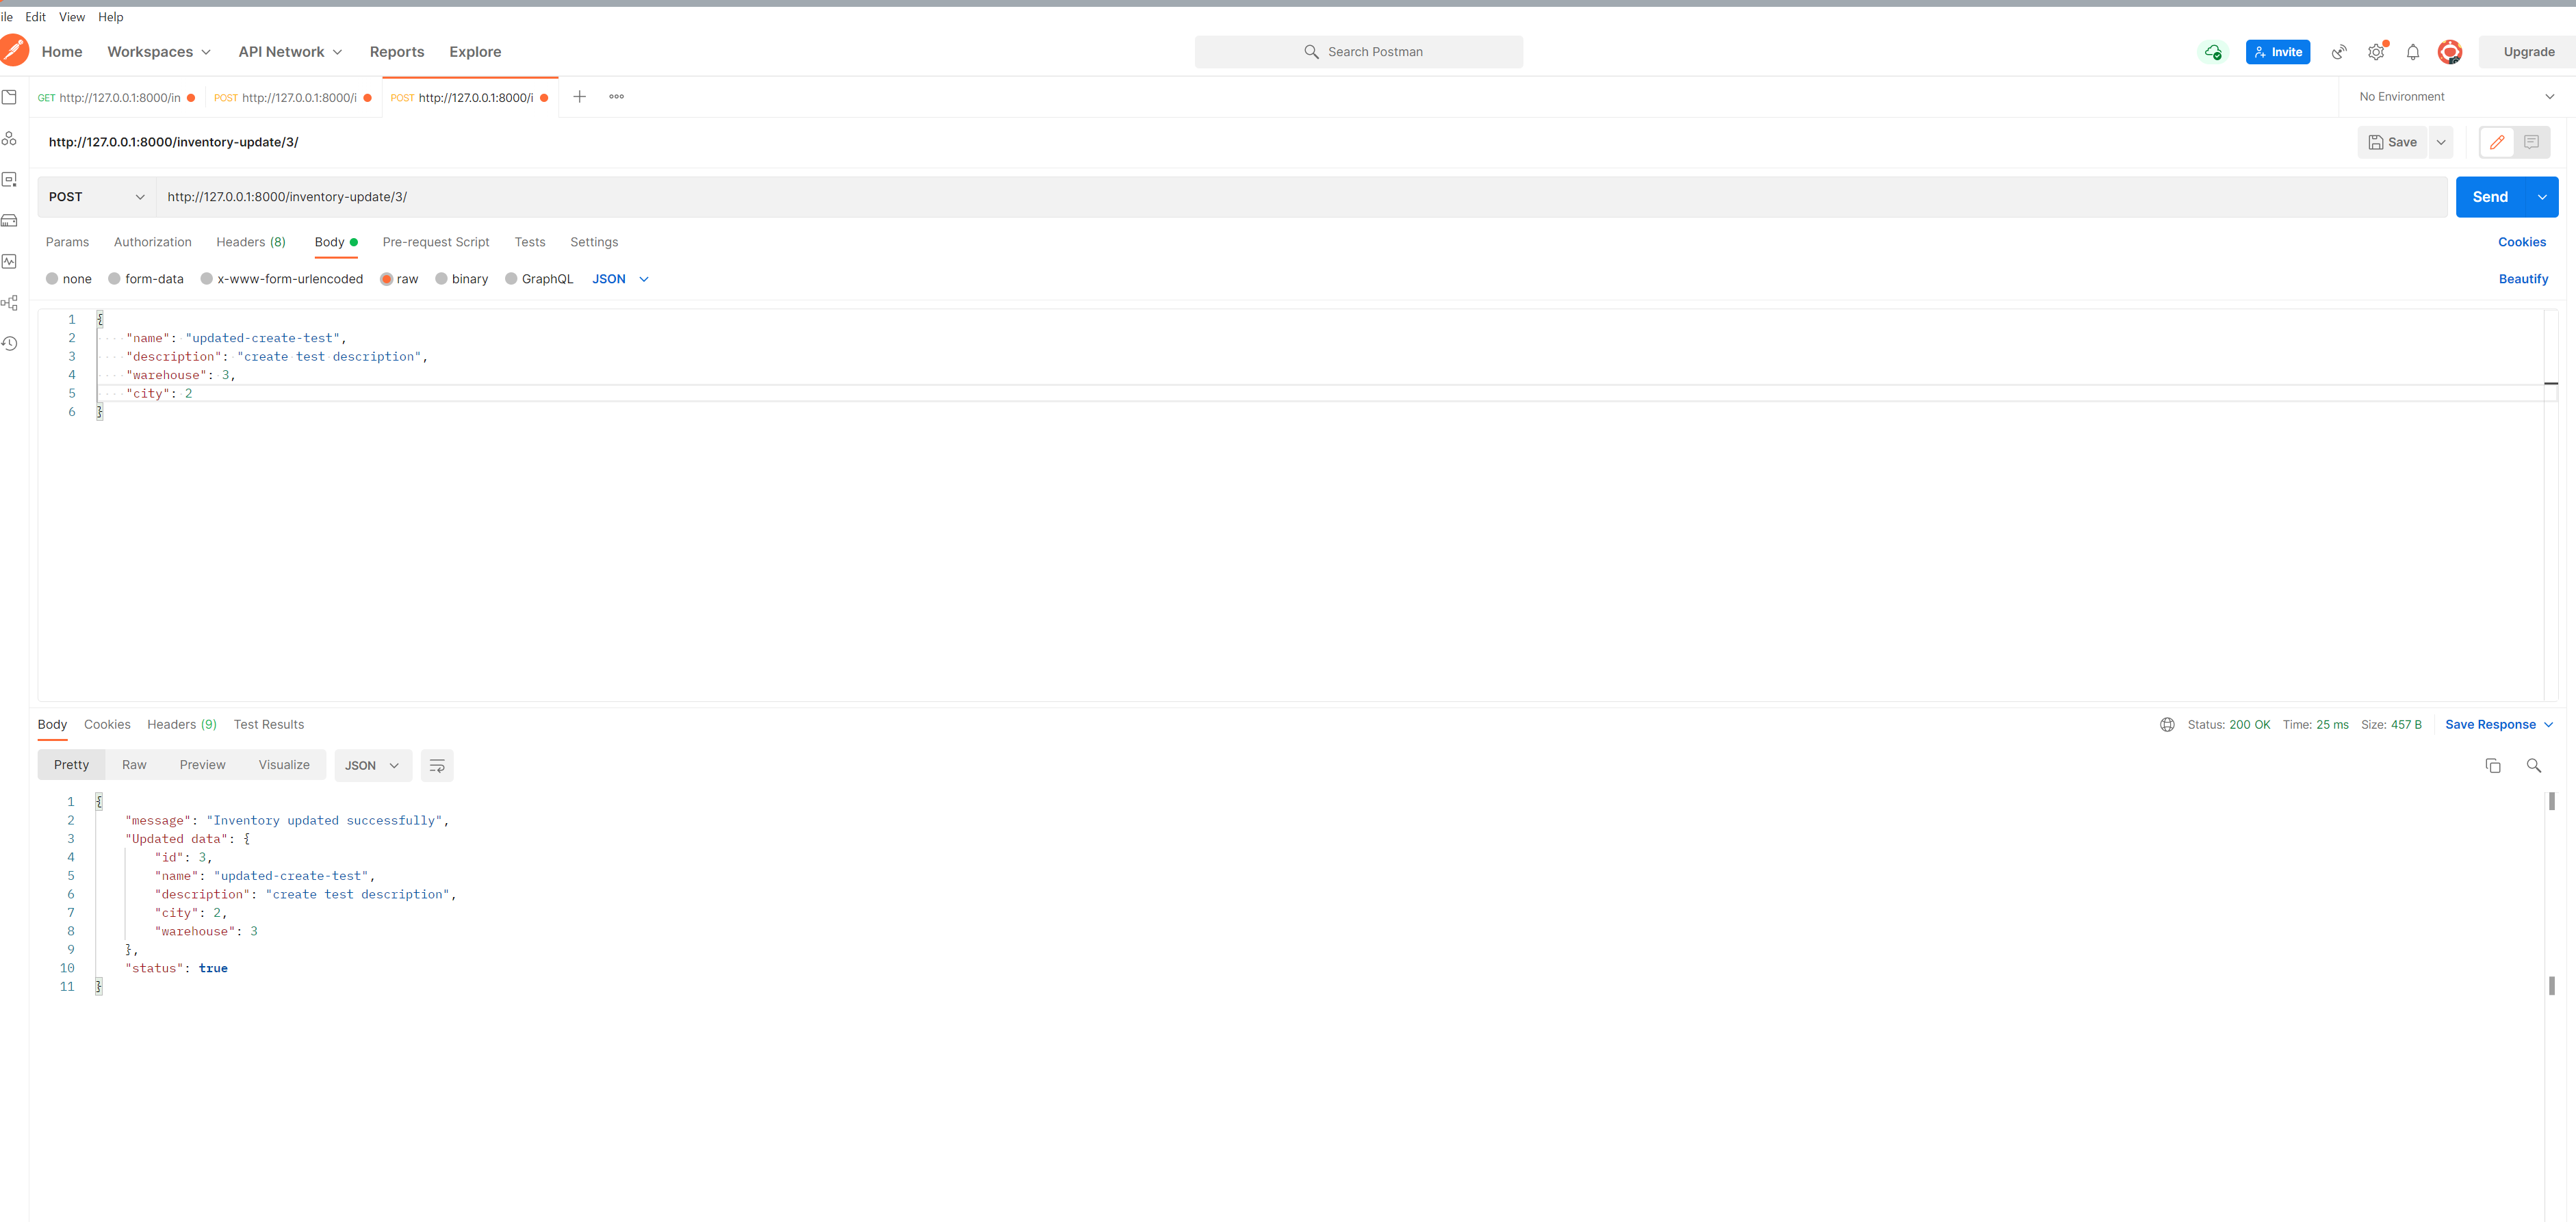 ile Edit View Help
Home Workspaces API Network Reports Explore Search Postman Invite Upgrade
GET http://127.0.0.1:8000/in POST http://127.0.0.1:8000/i POST http://127.0.0.1:8000/i No Environment
http://127.0.0.1:8000/inventory-update/3/ Save
POST http://127.0.0.1:8000/inventory-update/3/ Send
Params Authorization Headers (8) Body Pre-request Script Tests Settings Cookies
none form-data x-www-form-urlencoded raw binary GraphQL JSON Beautify
1 {
2 "name": "updated-create-test",
3 "description": "create test description",
4 "warehouse": 3,
5 "city": 2
6 }
Body Cookies Headers (9) Test Results Status: 200 OK Time: 25 ms Size: 457 B Save Response
Pretty Raw Preview Visualize JSON
1 {
2 "message": "Inventory updated successfully",
3 "Updated data": {
4 "id": 3,
5 "name": "updated-create-test",
6 "description": "create test description",
7 "city": 2,
8 "warehouse": 3
9 },
10 "status": true
11 }